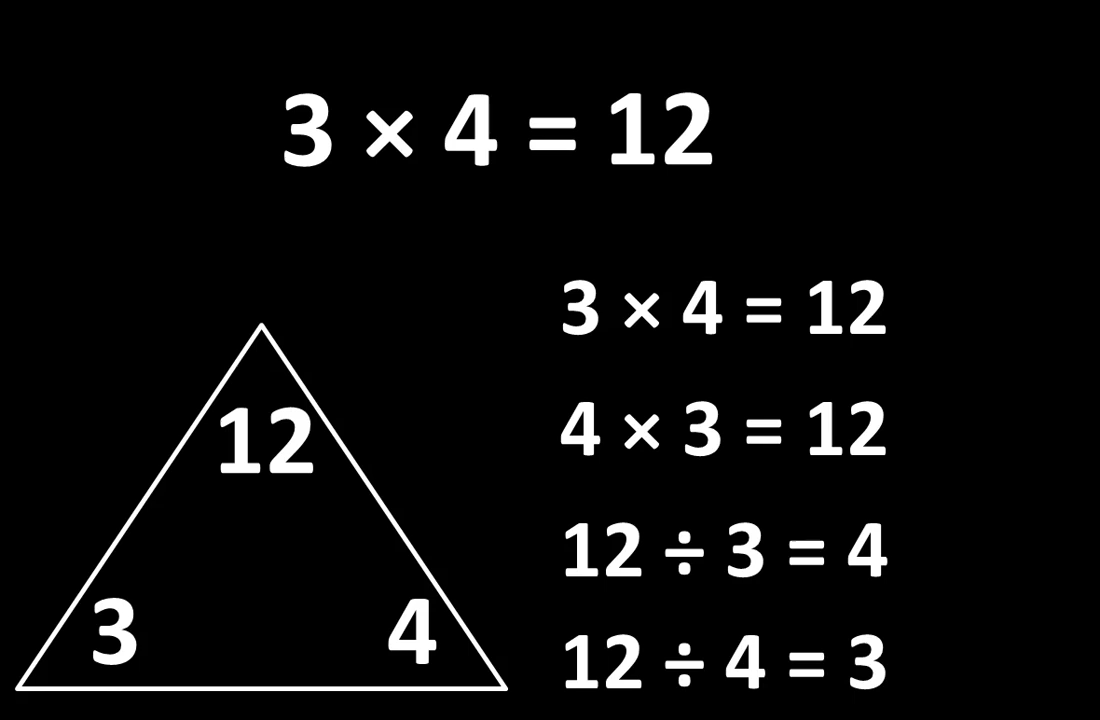 3 × 4 = 12
12
3 4
3 × 4 = 12
4 × 3 = 12
12 ÷ 3 = 4
12 ÷ 4 = 3